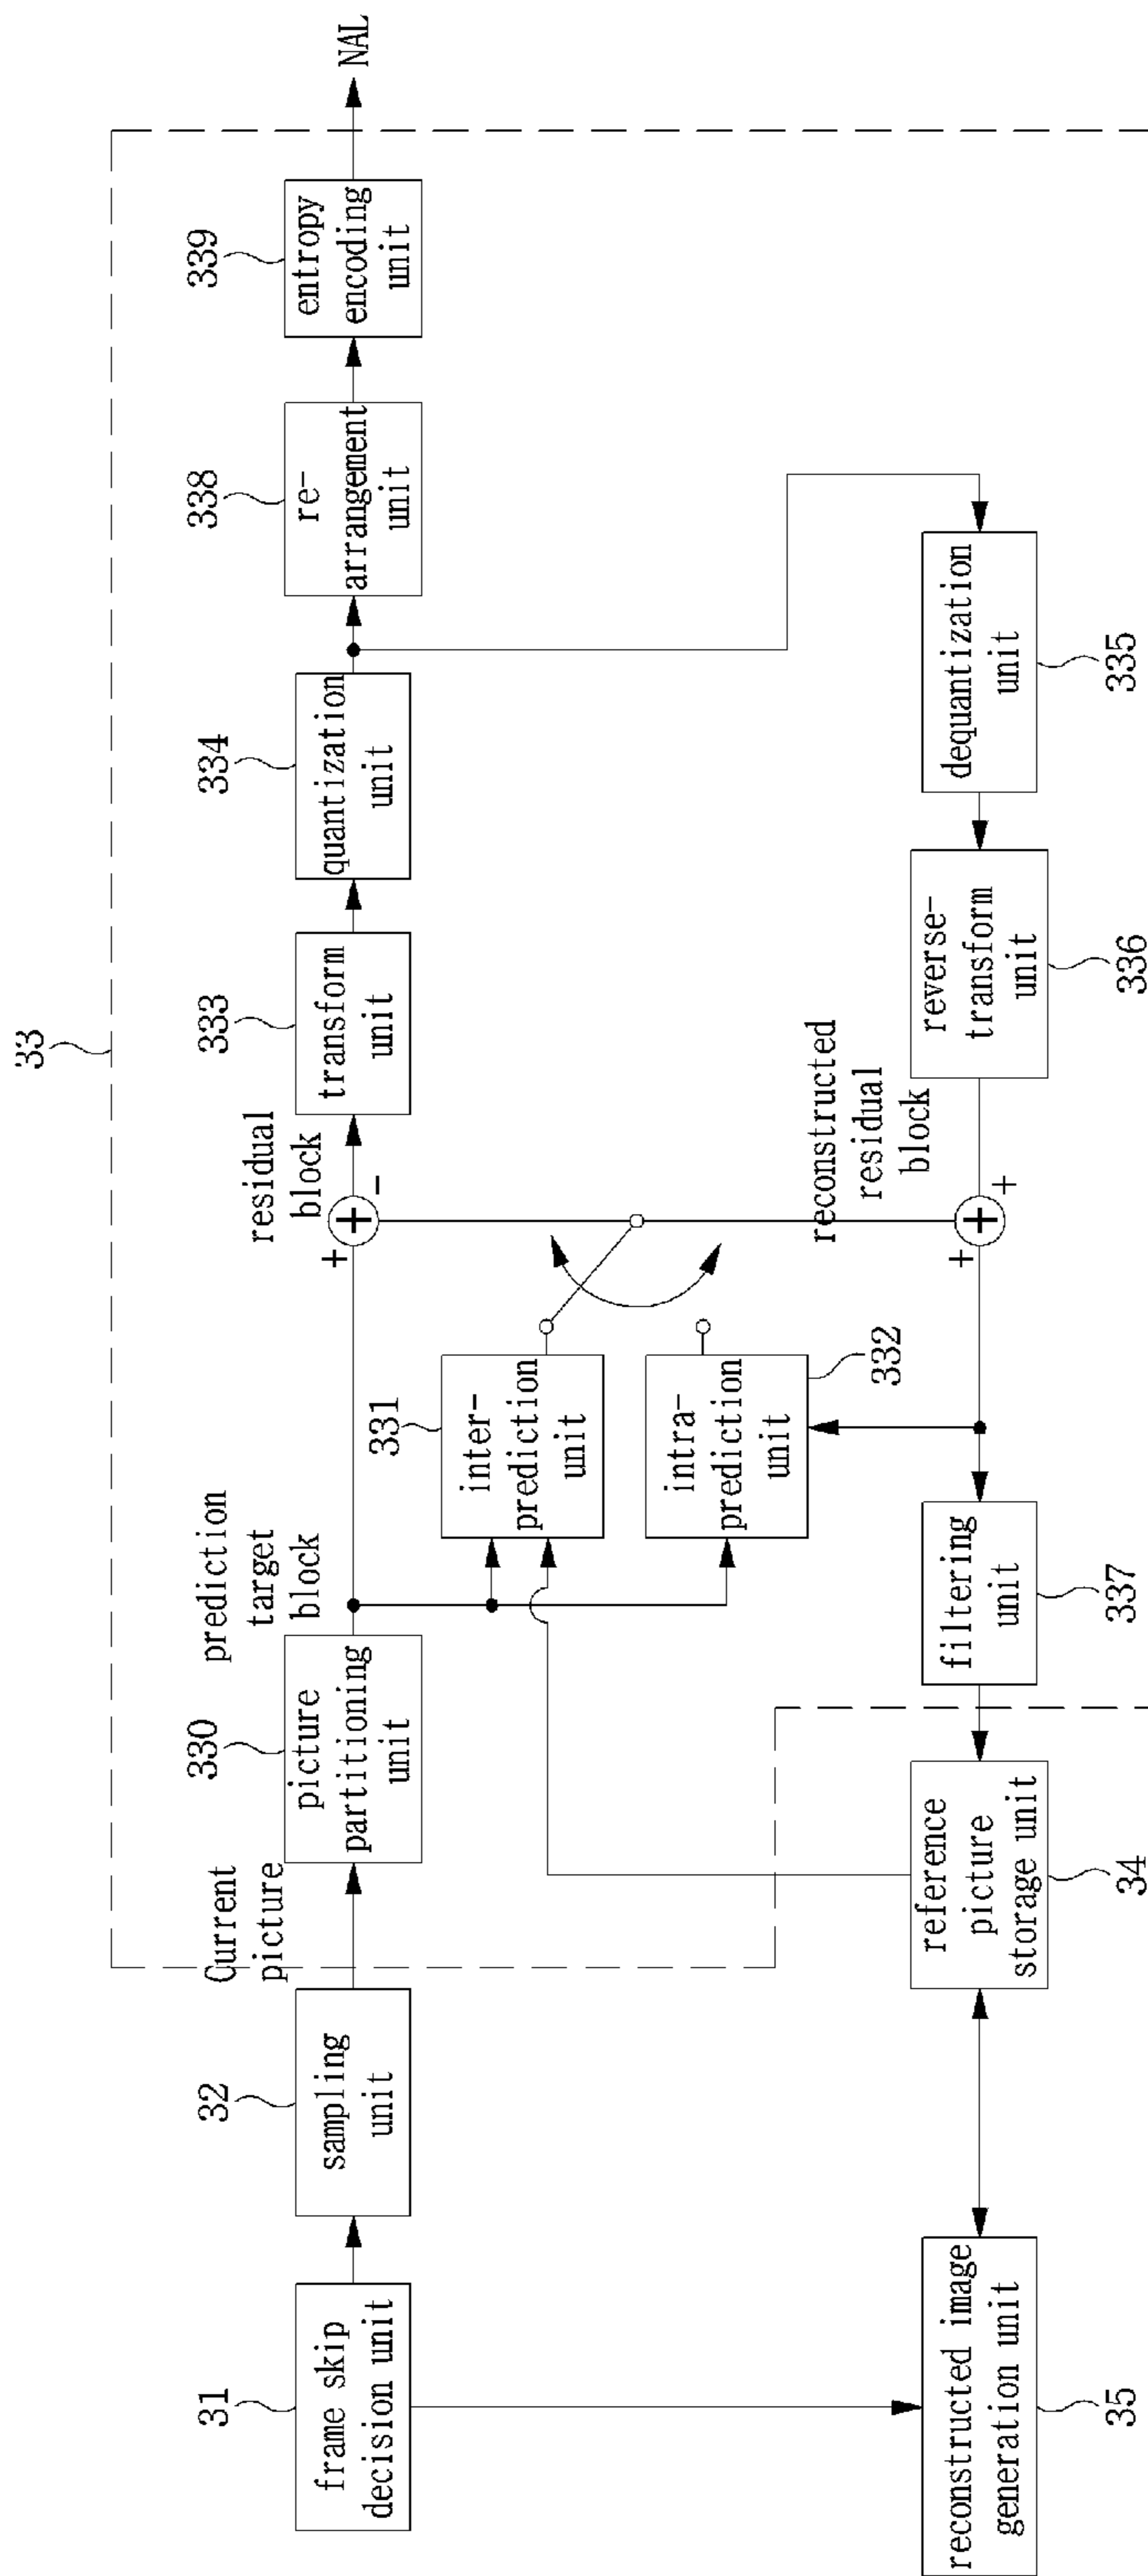 33
31
frame skip
decision unit
32
sampling
unit
Current
picture
330
picture
partitioning
unit
prediction
target
block
+
-
residual
block
333
transform
unit
334
quantization
unit
338
re-
arrangement
unit
339
entropy
encoding
unit
NAL
331
inter-
prediction
unit
intra-
prediction
unit
332
35
reconstructed image
generation unit
34
reference
picture
storage unit
337
filtering
unit
+
+
reconstructed
residual
block
336
reverse-
transform
unit
335
dequantization
unit